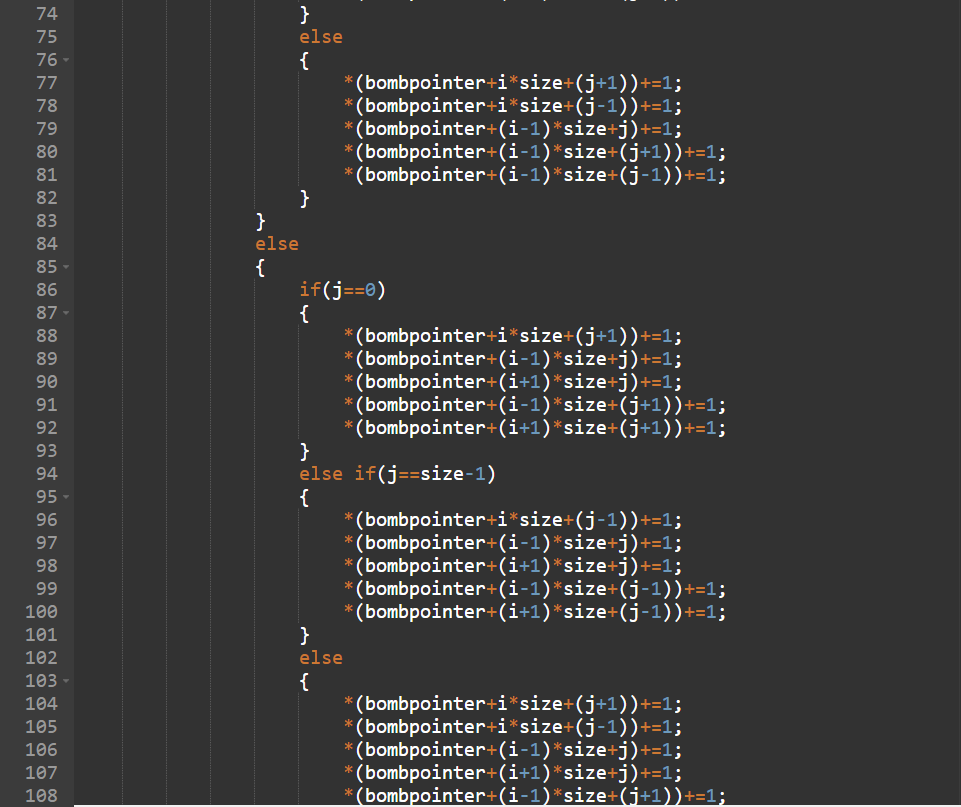 74 }
75 else
76 {
77 *(bombpointer+i*size+(j+1))+=1;
78 *(bombpointer+i*size+(j-1))+=1;
79 *(bombpointer+(i-1)*size+j)+=1;
80 *(bombpointer+(i-1)*size+(j+1))+=1;
81 *(bombpointer+(i-1)*size+(j-1))+=1;
82 }
83 }
84 else
85 {
86 if(j==0)
87 {
88 *(bombpointer+i*size+(j+1))+=1;
89 *(bombpointer+(i-1)*size+j)+=1;
90 *(bombpointer+(i+1)*size+j)+=1;
91 *(bombpointer+(i-1)*size+(j+1))+=1;
92 *(bombpointer+(i+1)*size+(j+1))+=1;
93 }
94 else if(j==size-1)
95 {
96 *(bombpointer+i*size+(j-1))+=1;
97 *(bombpointer+(i-1)*size+j)+=1;
98 *(bombpointer+(i+1)*size+j)+=1;
99 *(bombpointer+(i-1)*size+(j-1))+=1;
100 *(bombpointer+(i+1)*size+(j-1))+=1;
101 }
102 else
103 {
104 *(bombpointer+i*size+(j+1))+=1;
105 *(bombpointer+i*size+(j-1))+=1;
106 *(bombpointer+(i-1)*size+j)+=1;
107 *(bombpointer+(i+1)*size+j)+=1;
108 *(bombpointer+(i-1)*size+(j+1))+=1;